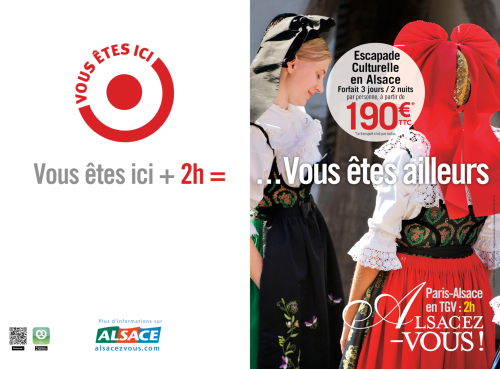 VOUS ÊTES ICI
Vous êtes ici + 2h = ...Vous êtes ailleurs
Escapade
Culturelle
en Alsace
Forfait 3 jours / 2 nuits
par personne, à partir de
190€*
TTC
Paris-Alsace
en TGV : 2h
ALSACEZ
-VOUS !
Plus d'informations sur
ALSACE
alsacezvous.com